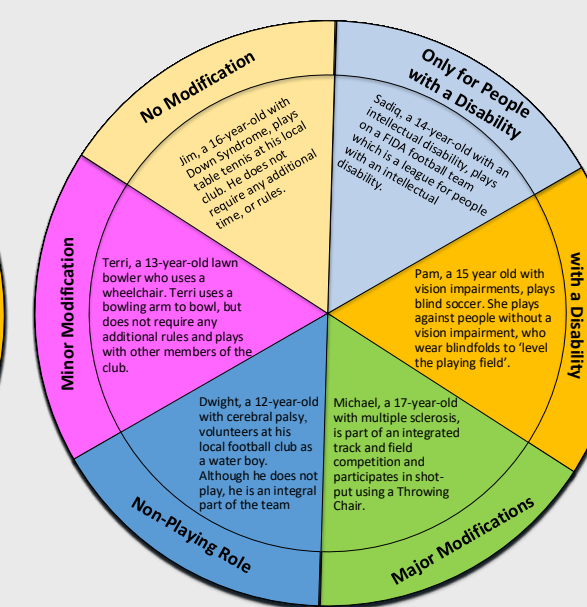 No Modification
Jim, a 16-year-old with
Down Syndrome, plays
table tennis at his local
club. He does not
require any additional
time, or rules.
Only for People
with a Disability
Sadiq, a 14-year-old with an
intellectual disability, plays
on a FIDA football team
which is a league for people
with an intellectual
disability.
with a Disability
Pam, a 15 year old with
vision impairments, plays
blind soccer. She plays
against people without a
vision impairment, who
wear blindfolds to ‘level
the playing field’.
Major Modifications
Michael, a 17-year-old
with multiple sclerosis,
is part of an integrated
track and field
competition and
participates in shot-
put using a Throwing
Chair.
Non-Playing Role
Dwight, a 12-year-old
with cerebral palsy,
volunteers at his
local football club as
a water boy.
Although he does not
play, he is an integral
part of the team
Minor Modification
Terri, a 13-year-old lawn
bowler who uses a
wheelchair. Terri uses a
bowling arm to bowl, but
does not require any
additional rules and plays
with other members of the
club.